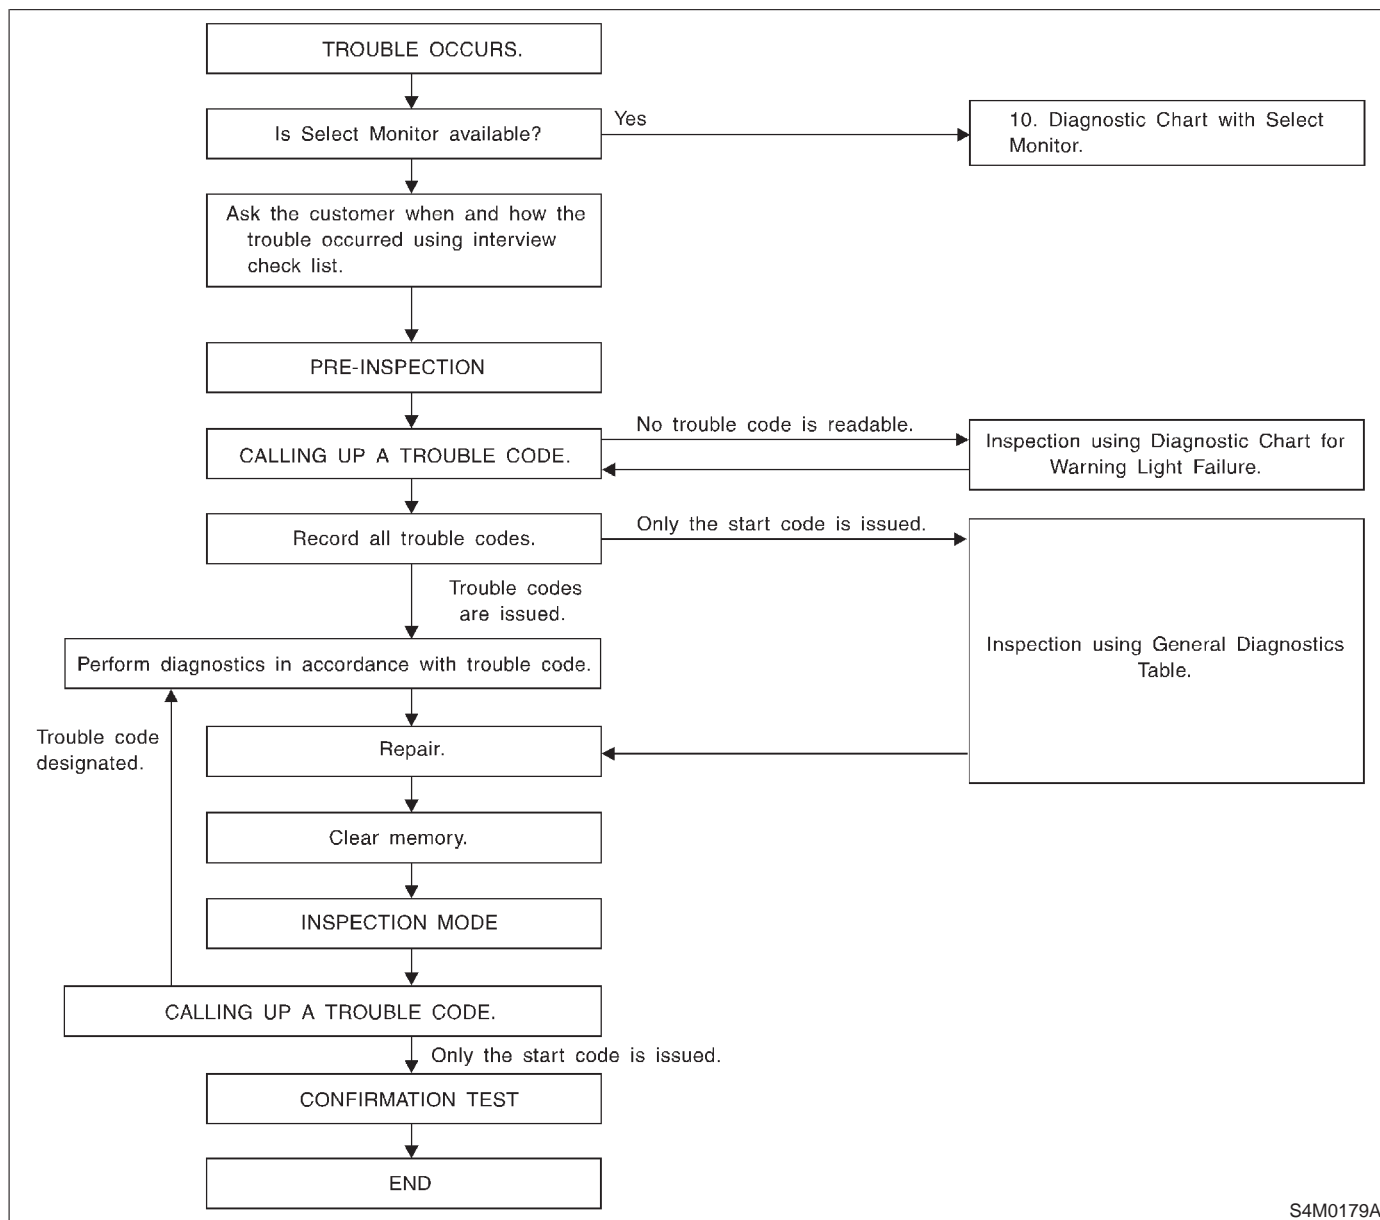 TROUBLE OCCURS.
Is Select Monitor available?
Yes
10. Diagnostic Chart with Select
Monitor.
Ask the customer when and how the
trouble occurred using interview
check list.
PRE-INSPECTION
CALLING UP A TROUBLE CODE.
No trouble code is readable.
Inspection using Diagnostic Chart for
Warning Light Failure.
Record all trouble codes.
Only the start code is issued.
Inspection using General Diagnostics
Table.
Trouble codes
are issued.
Perform diagnostics in accordance with trouble code.
Trouble code
designated.
Repair.
Clear memory.
INSPECTION MODE
CALLING UP A TROUBLE CODE.
Only the start code is issued.
CONFIRMATION TEST
END
S4M0179A